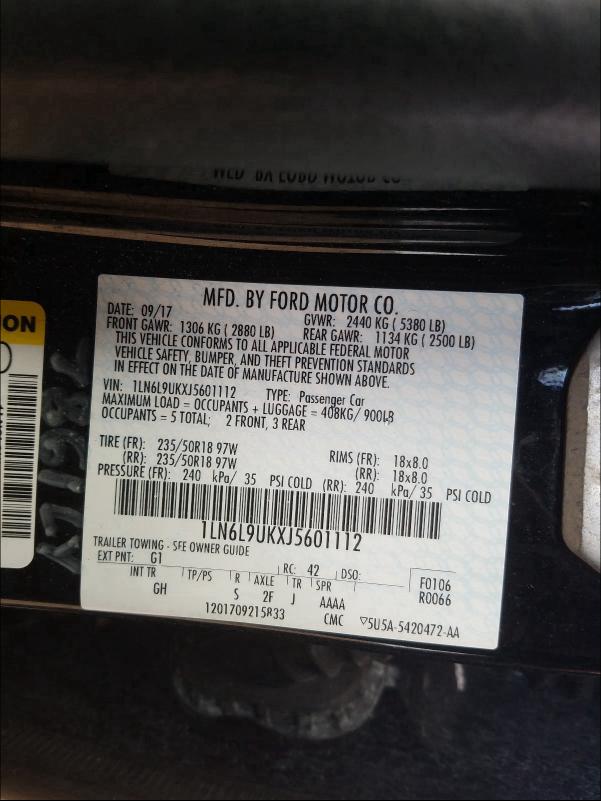 ON
MFD. BY FORD MOTOR CO.
DATE: 09/17 GVWR: 2440 KG ( 5380 LB)
FRONT GAWR: 1306 KG ( 2880 LB) REAR GAWR: 1134 KG ( 2500 LB)
THIS VEHICLE CONFORMS TO ALL APPLICABLE FEDERAL MOTOR
VEHICLE SAFETY, BUMPER, AND THEFT PREVENTION STANDARDS
IN EFFECT ON THE DATE OF MANUFACTURE SHOWN ABOVE.
VIN: 1LN6L9UKXJ5601112 TYPE: Passenger Car
MAXIMUM LOAD = OCCUPANTS + LUGGAGE = 408KG/ 900LB
OCCUPANTS = 5 TOTAL; 2 FRONT, 3 REAR
TIRE (FR): 235/50R18 97W RIMS (FR): 18x8.0
(RR): 235/50R18 97W (RR): 18x8.0
PRESSURE (FR): 240 kPa/ 35 PSI COLD (RR): 240 kPa/ 35 PSI COLD
1LN6L9UKXJ5601112
TRAILER TOWING - SEE OWNER GUIDE
EXT PNT: G1 RC: 42 DSO: F0106
INT TR TP/PS R AXLE TR SPR R0066
GH S 2F J AAAA
1201709215833 CMC ▽5U5A-5420472-AA